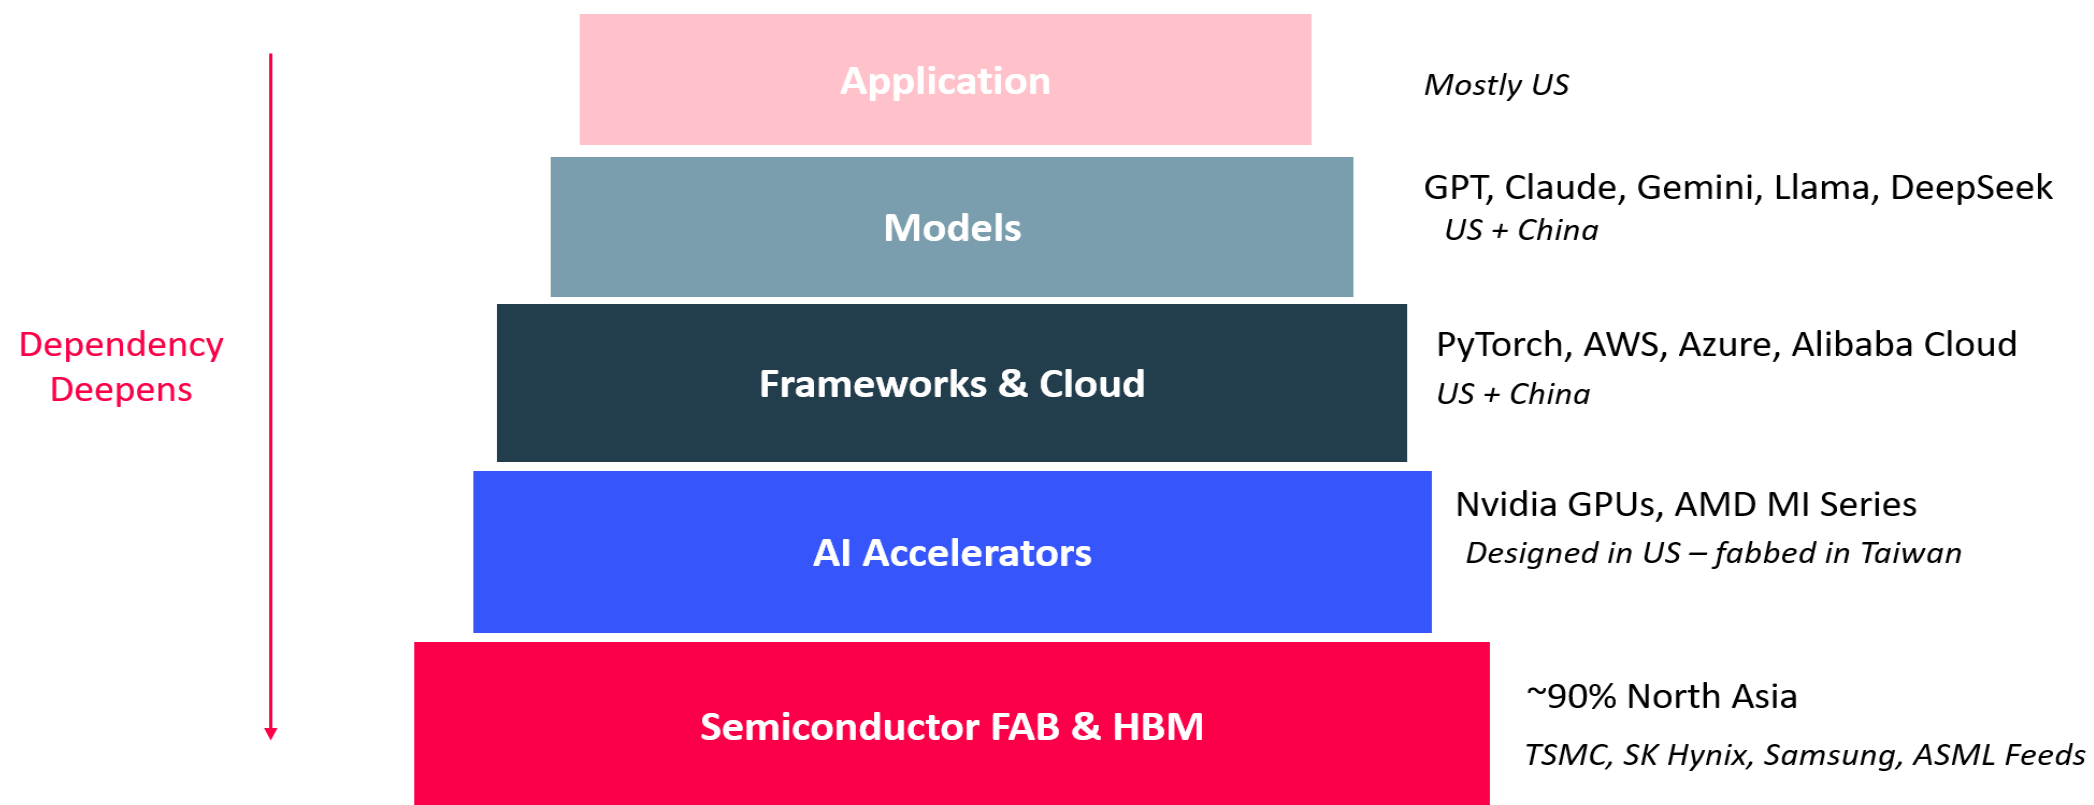 Application
Mostly US
Models
GPT, Claude, Gemini, Llama, DeepSeek
US + China
Dependency
Deepens
Frameworks & Cloud
PyTorch, AWS, Azure, Alibaba Cloud
US + China
AI Accelerators
Nvidia GPUs, AMD MI Series
Designed in US – fabbed in Taiwan
Semiconductor FAB & HBM
~90% North Asia
TSMC, SK Hynix, Samsung, ASML Feeds